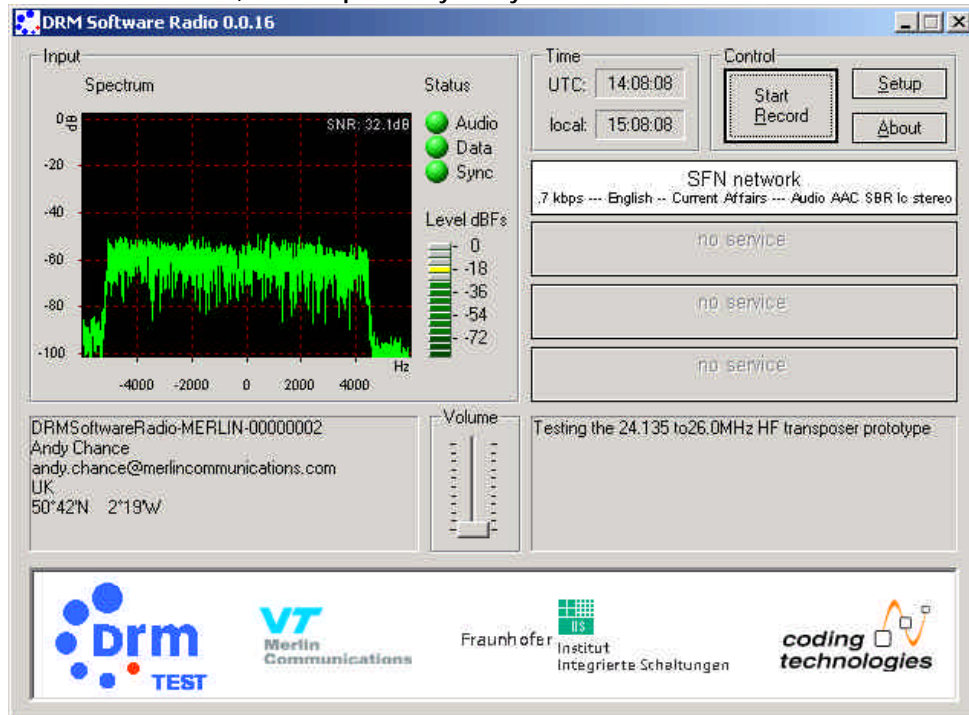 DRM Software Radio 0.0.16
Input
Spectrum
Status
0 dB
SNR: 32.1dB
-20
-40
-60
-80
-100
Hz
-4000 -2000 0 2000 4000
Audio
Data
Sync
Level dBFs
0
-18
-36
-54
-72
Time
UTC: 14:08:08
local: 15:08:08
Control
Start
Record
Setup
About
SFN network
.7 kbps --- English -- Current Affairs --- Audio AAC SBR lc stereo
no service
no service
no service
DRMSoftwareRadio-MERLIN-00000002
Andy Chance
andy.chance@merlincommunications.com
UK
50°42'N 2°19'W
Volume
Testing the 24.135 to26.0MHz HF transposer prototype
Drm
TEST
VT
Merlin
Communications
Fraunhofer
IIS
Institut
Integrierte Schaltungen
coding
technologies